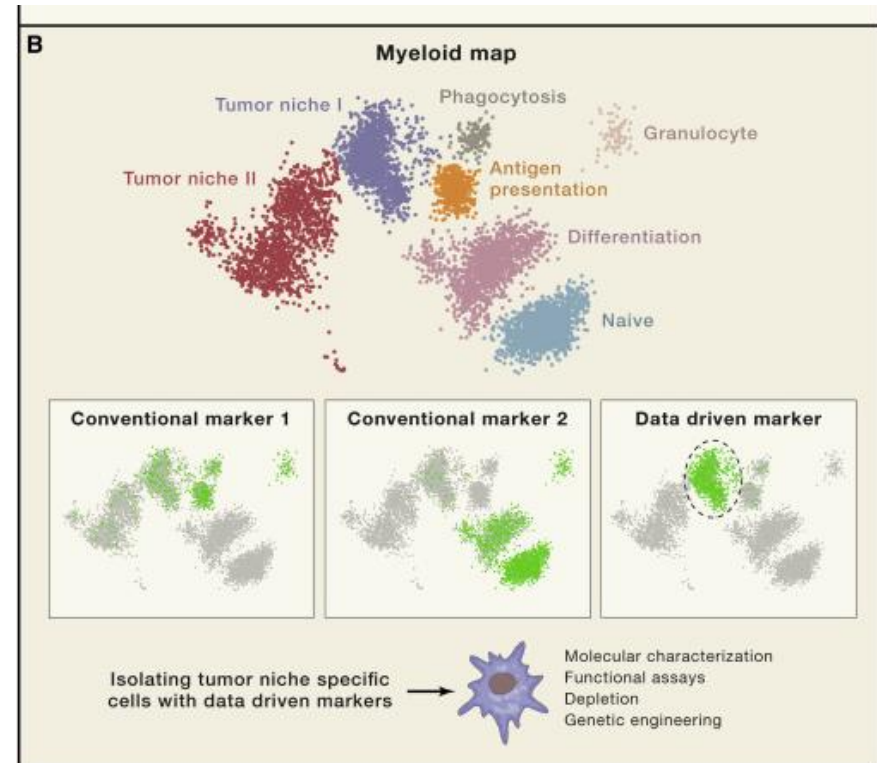 B
Myeloid map
Tumor niche I
Phagocytosis
Granulocyte
Tumor niche II
Antigen
presentation
Differentiation
Naive
Conventional marker 1
Conventional marker 2
Data driven marker
Isolating tumor niche specific
cells with data driven markers
Molecular characterization
Functional assays
Depletion
Genetic engineering